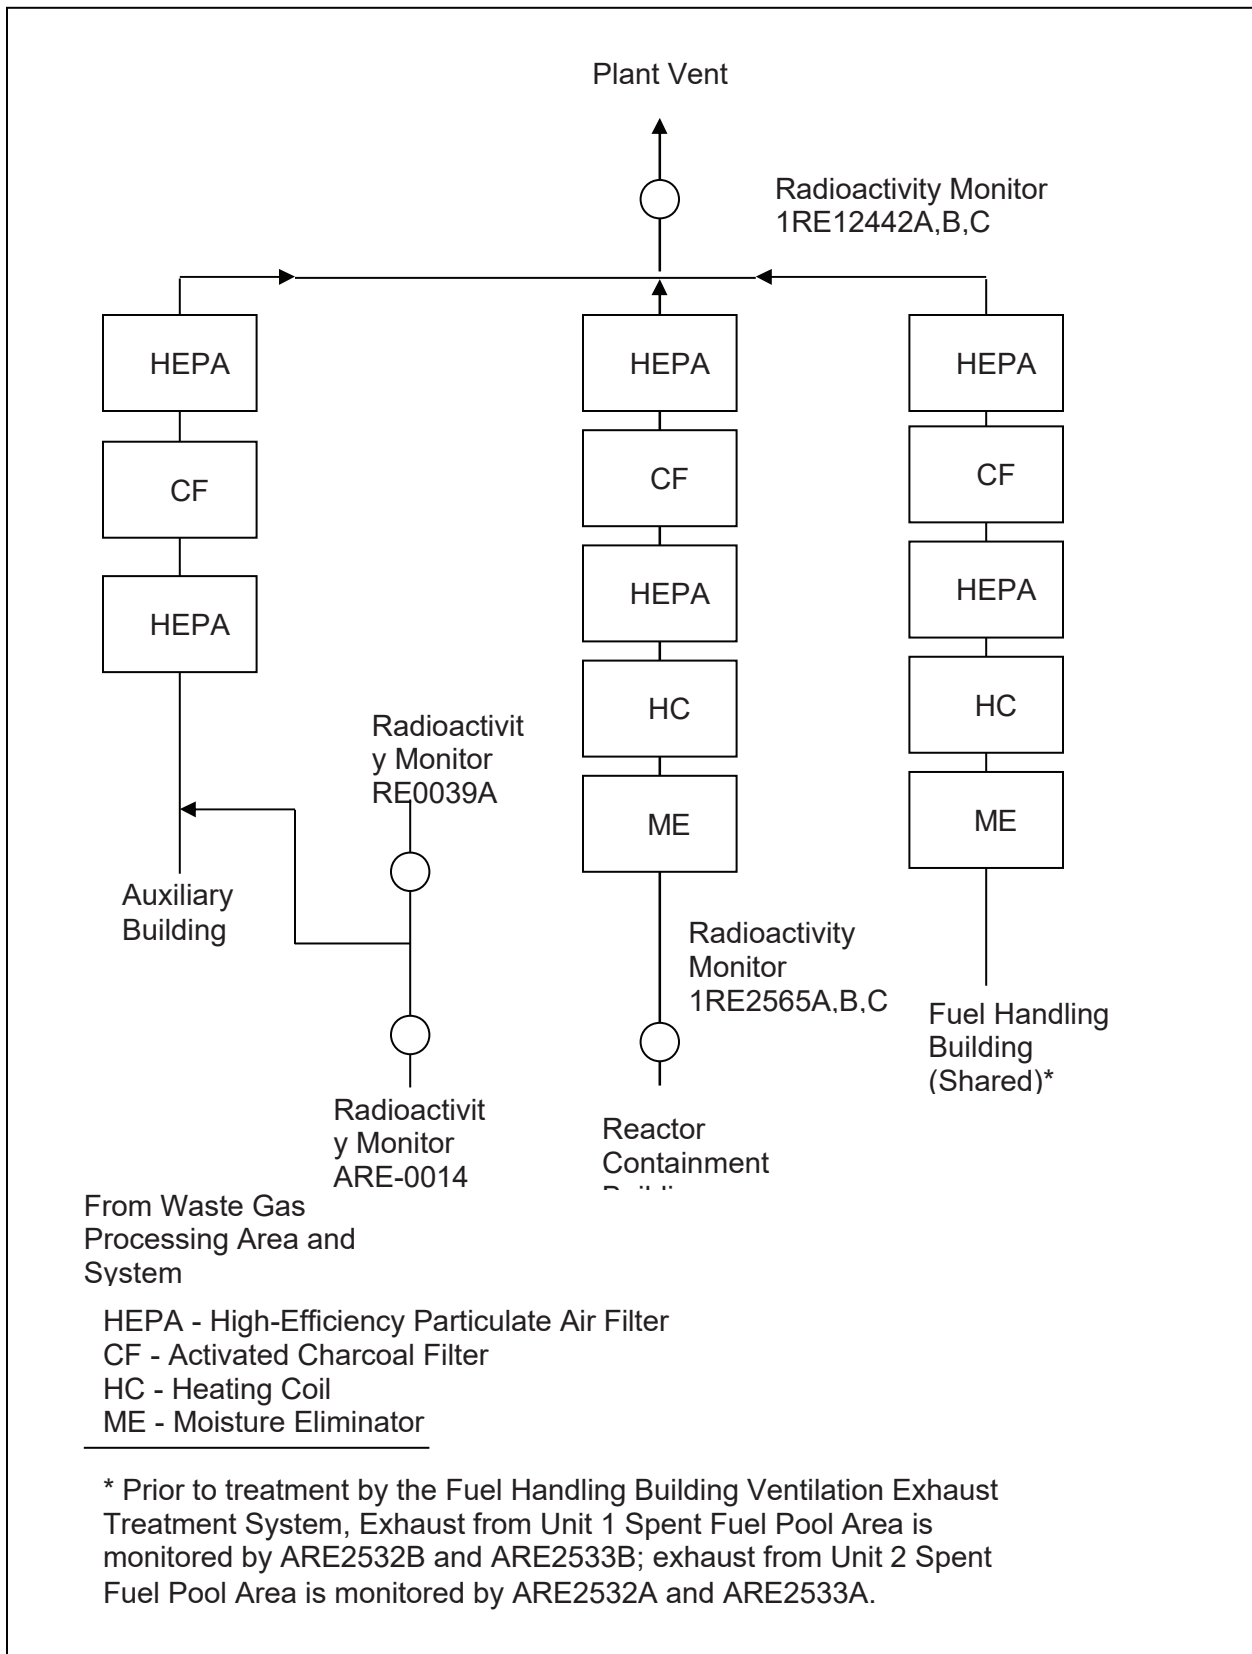 Plant Vent
Radioactivity Monitor
1RE12442A,B,C
HEPA
HEPA
HEPA
CF
CF
CF
HEPA
HEPA
HEPA
HC
HC
ME
ME
Radioactivit
y Monitor
RE0039A
Auxiliary
Building
Radioactivity
Monitor
1RE2565A,B,C
Fuel Handling
Building
(Shared)*
Radioactivit
y Monitor
ARE-0014
Reactor
Containment
From Waste Gas
Processing Area and
System
HEPA - High-Efficiency Particulate Air Filter
CF - Activated Charcoal Filter
HC - Heating Coil
ME - Moisture Eliminator
* Prior to treatment by the Fuel Handling Building Ventilation Exhaust
Treatment System, Exhaust from Unit 1 Spent Fuel Pool Area is
monitored by ARE2532B and ARE2533B; exhaust from Unit 2 Spent
Fuel Pool Area is monitored by ARE2532A and ARE2533A.